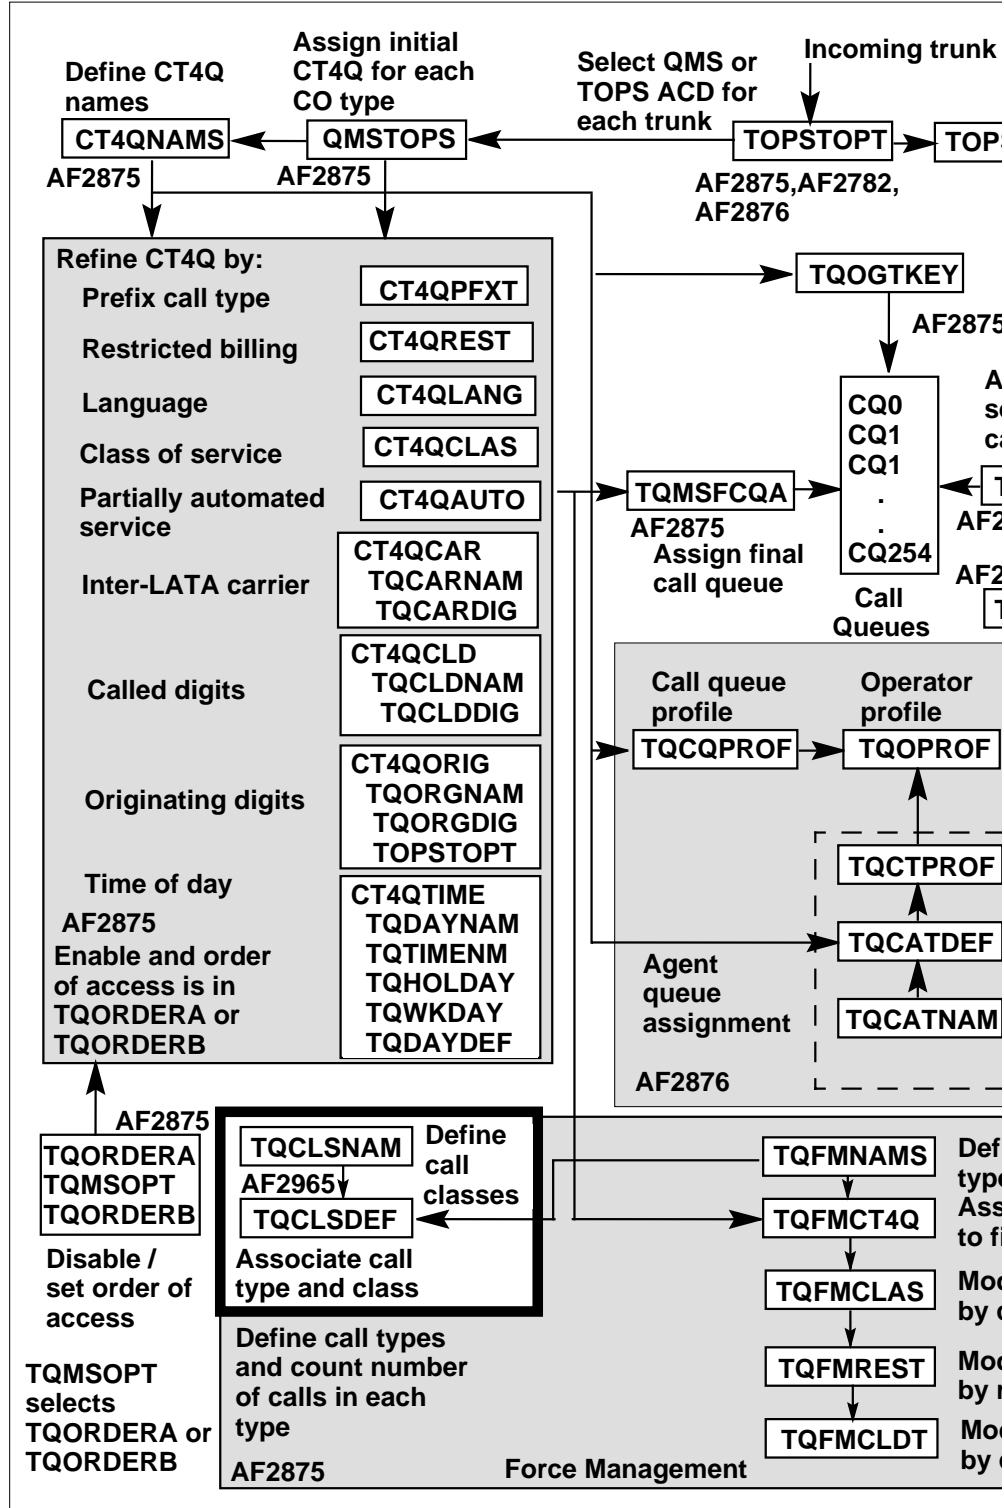 Define CT4Q
names
Assign initial
CT4Q for each
CO type
Select QMS or
TOPS ACD for
each trunk
Incoming trunk
CT4QNAMS
QMSTOPS
TOPSTOPT
AF2875
AF2875
AF2875,AF2782,
AF2876
Refine CT4Q by:
Prefix call type
CT4QPFXT
Restricted billing
CT4QREST
Language
CT4QLANG
Class of service
CT4QCLAS
Partially automated
service
CT4QAUTO
Inter-LATA carrier
CT4QCAR
TQCARNAM
TQCARDIG
Called digits
CT4QCLD
TQCLDNAM
TQCLDDIG
Originating digits
CT4QORIG
TQORGNAM
TQORGDIG
TOPSTOPT
Time of day
CT4QTIME
TQDAYNAM
TQTIMENM
TQHOLDAY
TQWKDAY
TQDAYDEF
AF2875
Enable and order
of access is in
TQORDERA or
TQORDERB
TQOGTKEY
AF2875
CQ0
CQ1
CQ1
.
.
CQ254
Call
Queues
TQMSFCQA
AF2875
Assign final
call queue
Call queue
profile
Operator
profile
TQCQPROF
TQOPROF
TQCTPROF
TQCATDEF
TQCATNAM
Agent
queue
assignment
AF2876
AF2875
TQORDERA
TQMSOPT
TQORDERB
Disable /
set order of
access
TQMSOPT
selects
TQORDERA or
TQORDERB
TQCLSNAM
AF2965
TQCLSDEF
Define
call
classes
Associate call
type and class
Define call types
and count number
of calls in each
type
AF2875
Force Management
TQFMNAMS
TQFMCT4Q
TQFMCLAS
by
TQFMREST
by
TQFMCLDT
by